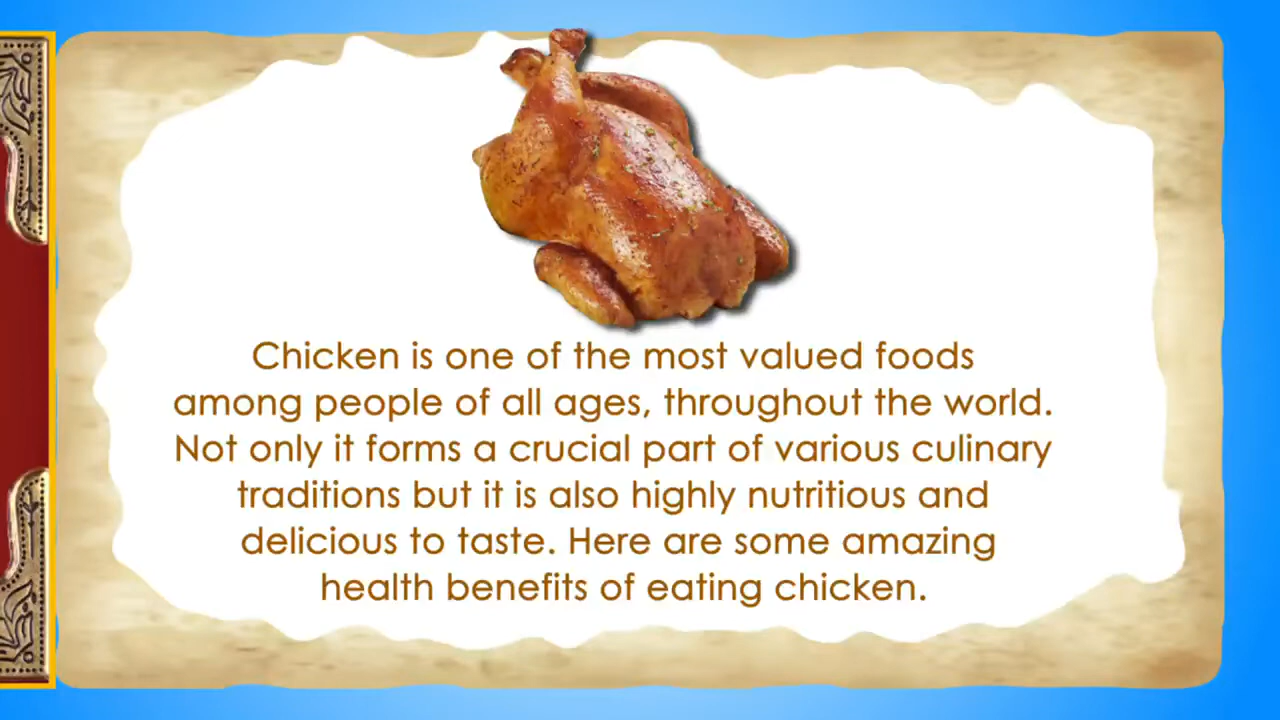 Chicken is one of the most valued foods
among people of all ages, throughout the world.
Not only it forms a crucial part of various culinary
traditions but it is also highly nutritious and
delicious to taste. Here are some amazing
health benefits of eating chicken.